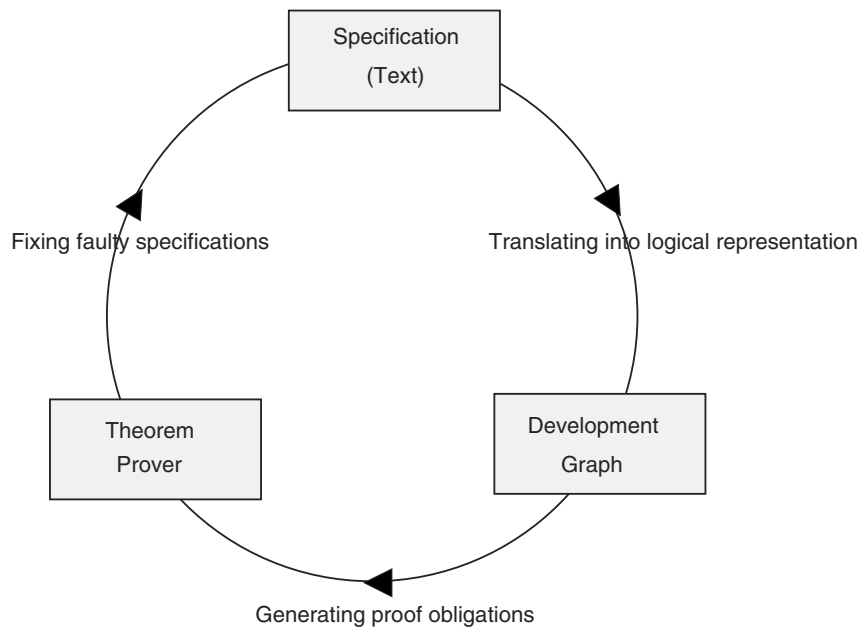 Specification
(Text)
Fixing faulty specifications
Translating into logical representation
Theorem
Prover
Development
Graph
Generating proof obligations